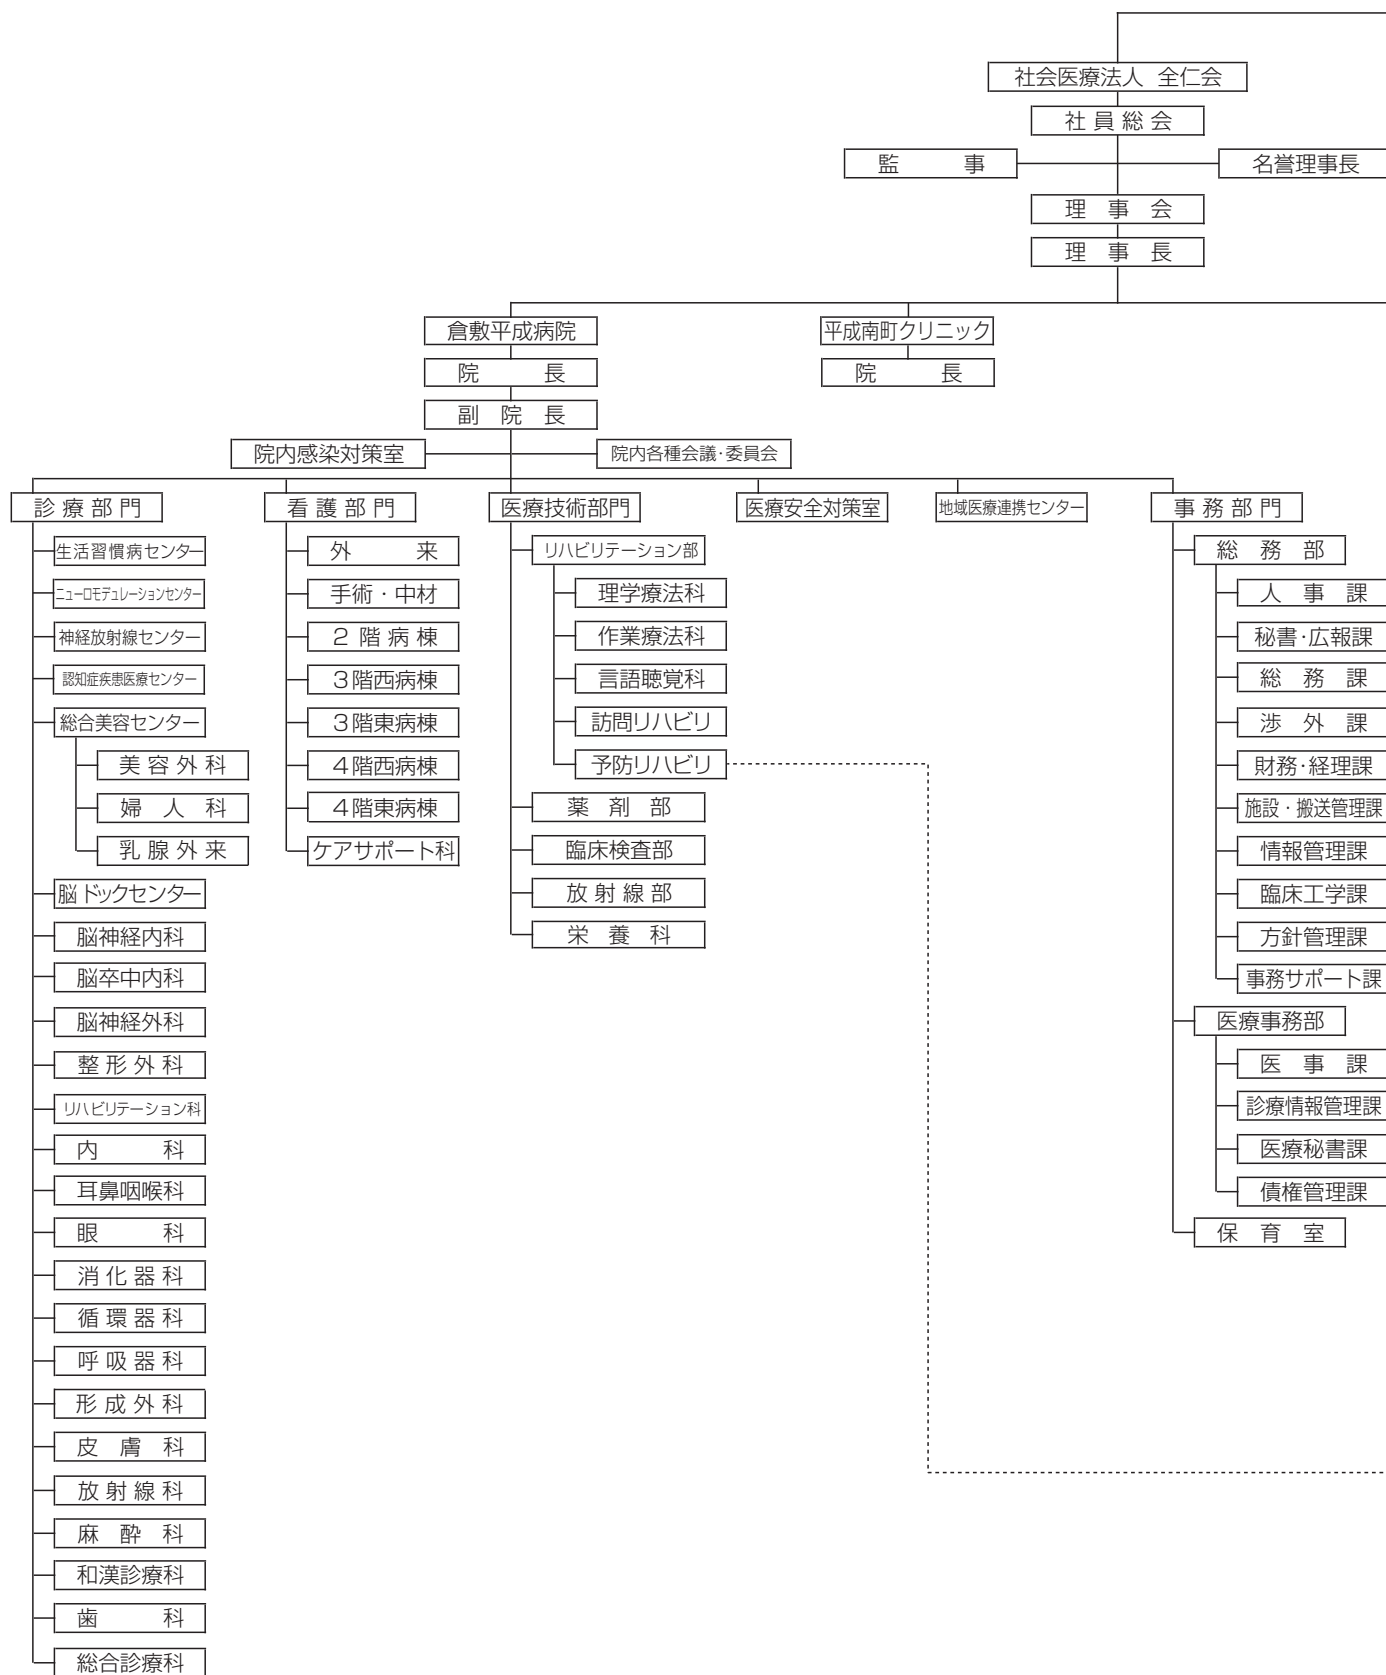 社会医療法人 全仁会
社員総会
監事
名誉理事長
理事会
理事長
倉敷平成病院
平成南町クリニック
院長
院長
副院長
院内感染対策室
院内各種会議・委員会
診療部門
看護部門
医療技術部門
医療安全対策室
地域医療連携センター
事務部門
生活習慣病センター
ニューロモデュレーションセンター
神経放射線センター
認知症疾患医療センター
総合美容センター
美容外科
婦人科
乳腺外来
脳ドックセンター
脳神経内科
脳卒中内科
脳神経外科
整形外科
リハビリテーション科
内科
耳鼻咽喉科
眼科
消化器科
循環器科
呼吸器科
形成外科
皮膚科
放射線科
麻酔科
和漢診療科
歯科
総合診療科
外来
手術・中材
2階病棟
3階西病棟
3階東病棟
4階西病棟
4階東病棟
ケアサポート科
リハビリテーション部
理学療法科
作業療法科
言語聴覚科
訪問リハビリ
予防リハビリ
薬剤部
臨床検査部
放射線部
栄養科
総務部
人事課
秘書・広報課
総務課
渉外課
財務・経理課
施設・搬送管理課
情報管理課
臨床工学課
方針管理課
事務サポート課
医療事務部
医事課
診療情報管理課
医療秘書課
債権管理課
保育室